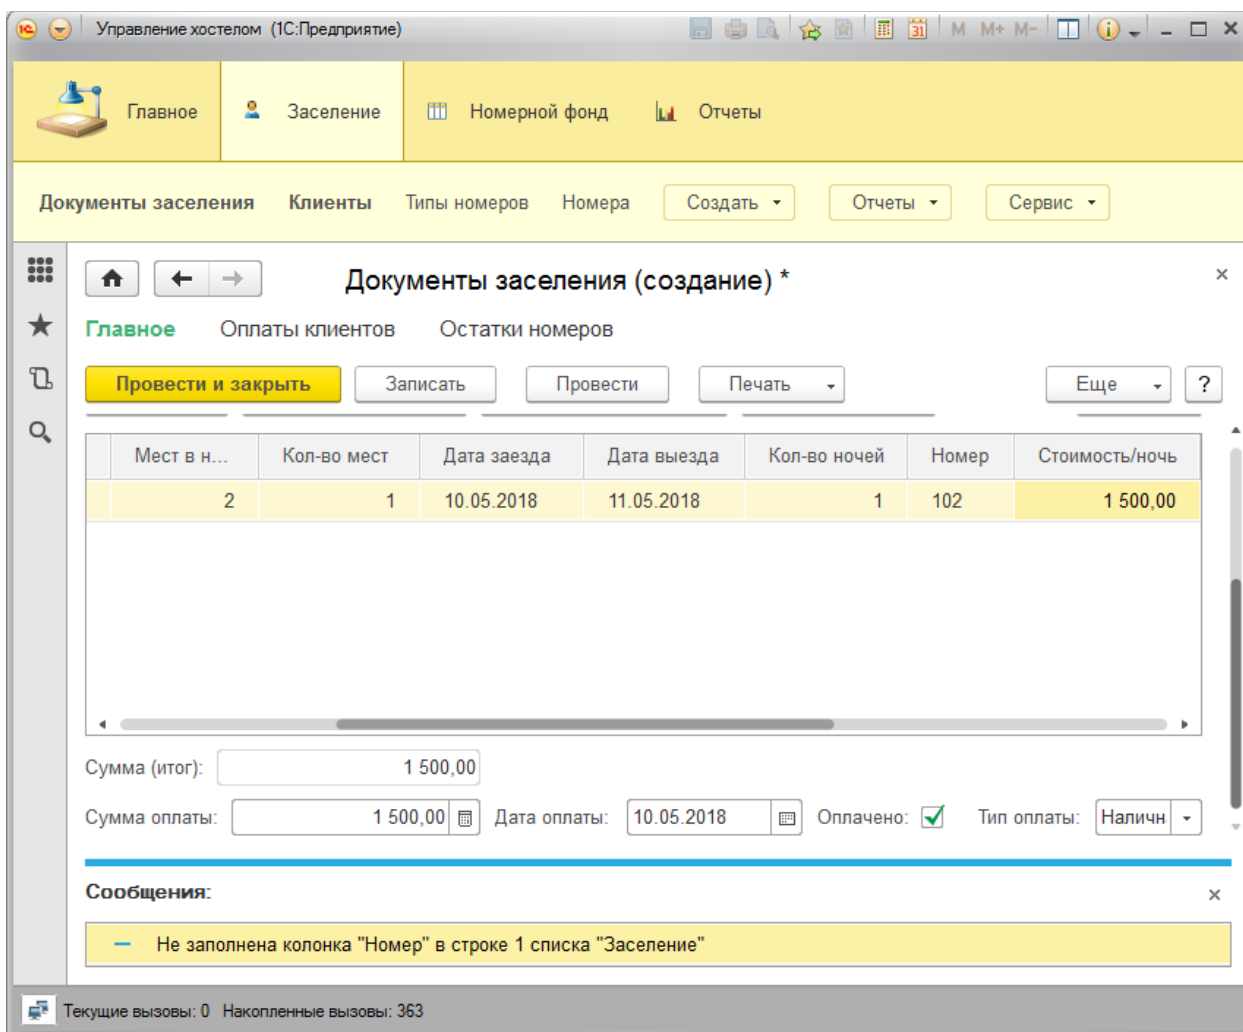 Управление хостелом (1С:Предприятие)
31 M M+ M-
Главное Заселение Номерной фонд Отчеты
Документы заселения Клиенты Типы номеров Номера Создать Отчеты Сервис
Документы заселения (создание) *
Главное Оплаты клиентов Остатки номеров
Провести и закрыть Записать Провести Печать Еще ?
Мест в н... Кол-во мест Дата заезда Дата выезда Кол-во ночей Номер Стоимость/ночь
2 1 10.05.2018 11.05.2018 1 102 1 500,00
Сумма (итог): 1 500,00
Сумма оплаты: 1 500,00 Дата оплаты: 10.05.2018 Оплачено: Тип оплаты: Наличн
Сообщения:
Не заполнена колонка "Номер" в строке 1 списка "Заселение"
Текущие вызовы: 0 Накопленные вызовы: 363